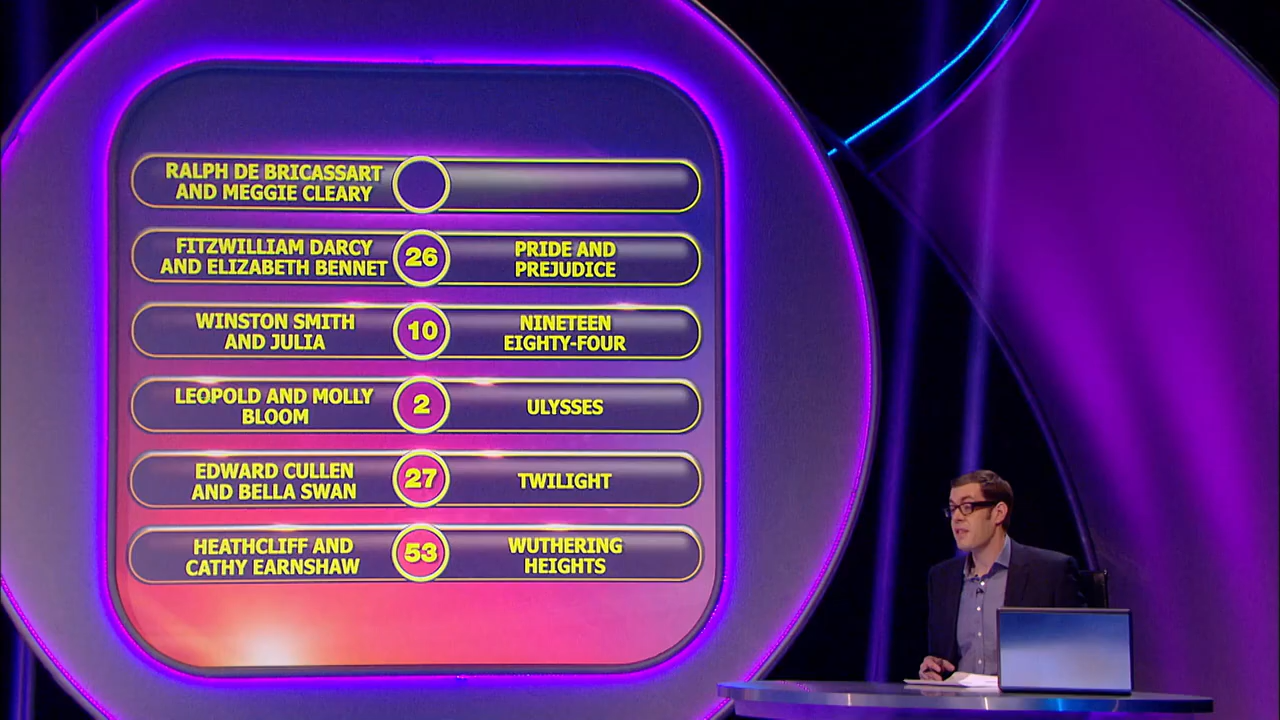 RALPH DE BRICASSART
AND MEGGIE CLEARY
FITZWILLIAM DARCY
AND ELIZABETH BENNET
26
PRIDE AND
PREJUDICE
WINSTON SMITH
AND JULIA
10
NINETEEN
EIGHTY-FOUR
LEOPOLD AND MOLLY
BLOOM
2
ULYSSES
EDWARD CULLEN
AND BELLA SWAN
27
TWILIGHT
HEATHCLIFF AND
CATHY EARNSHAW
53
WUTHERING
HEIGHTS